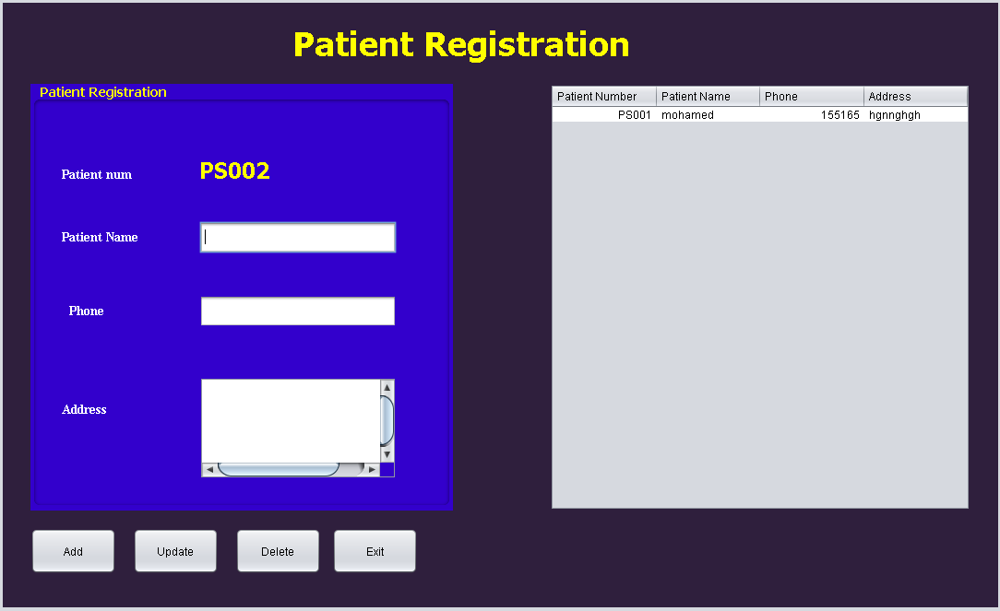 Patient Registration
Patient Registration
Patient num PS002
Patient Name
Phone
Address
Add Update Delete Exit
Patient Number Patient Name Phone Address
PS001 mohamed 155165 hgnnghgh